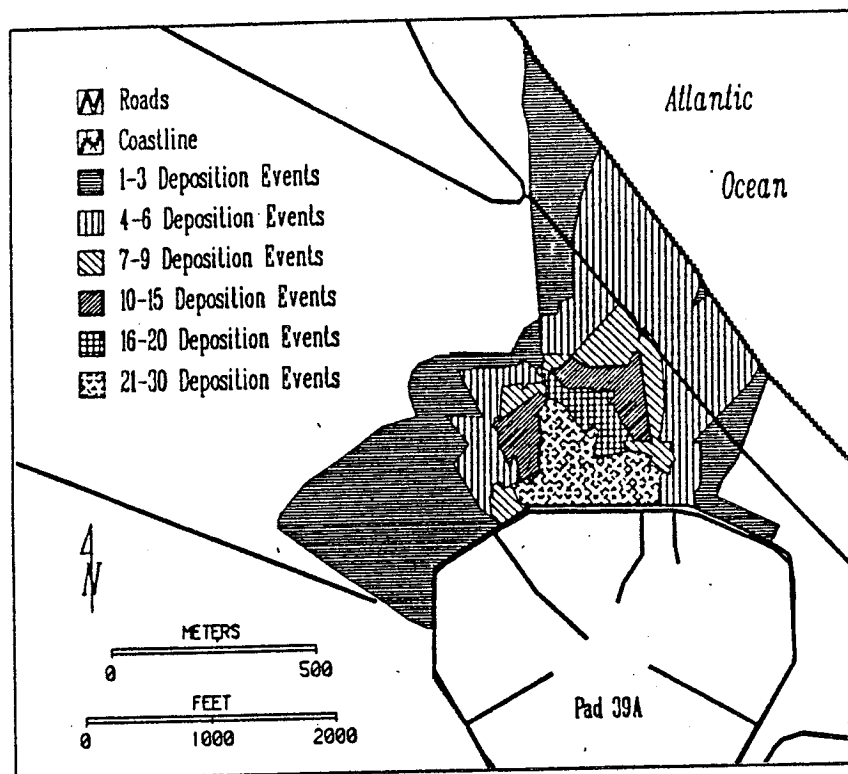 Roads
Coastline
1-3 Deposition Events
4-6 Deposition Events
7-9 Deposition Events
10-15 Deposition Events
16-20 Deposition Events
21-30 Deposition Events
Atlantic
Ocean
N
METERS
0 500
FEET
0 1000 2000
Pad 39A